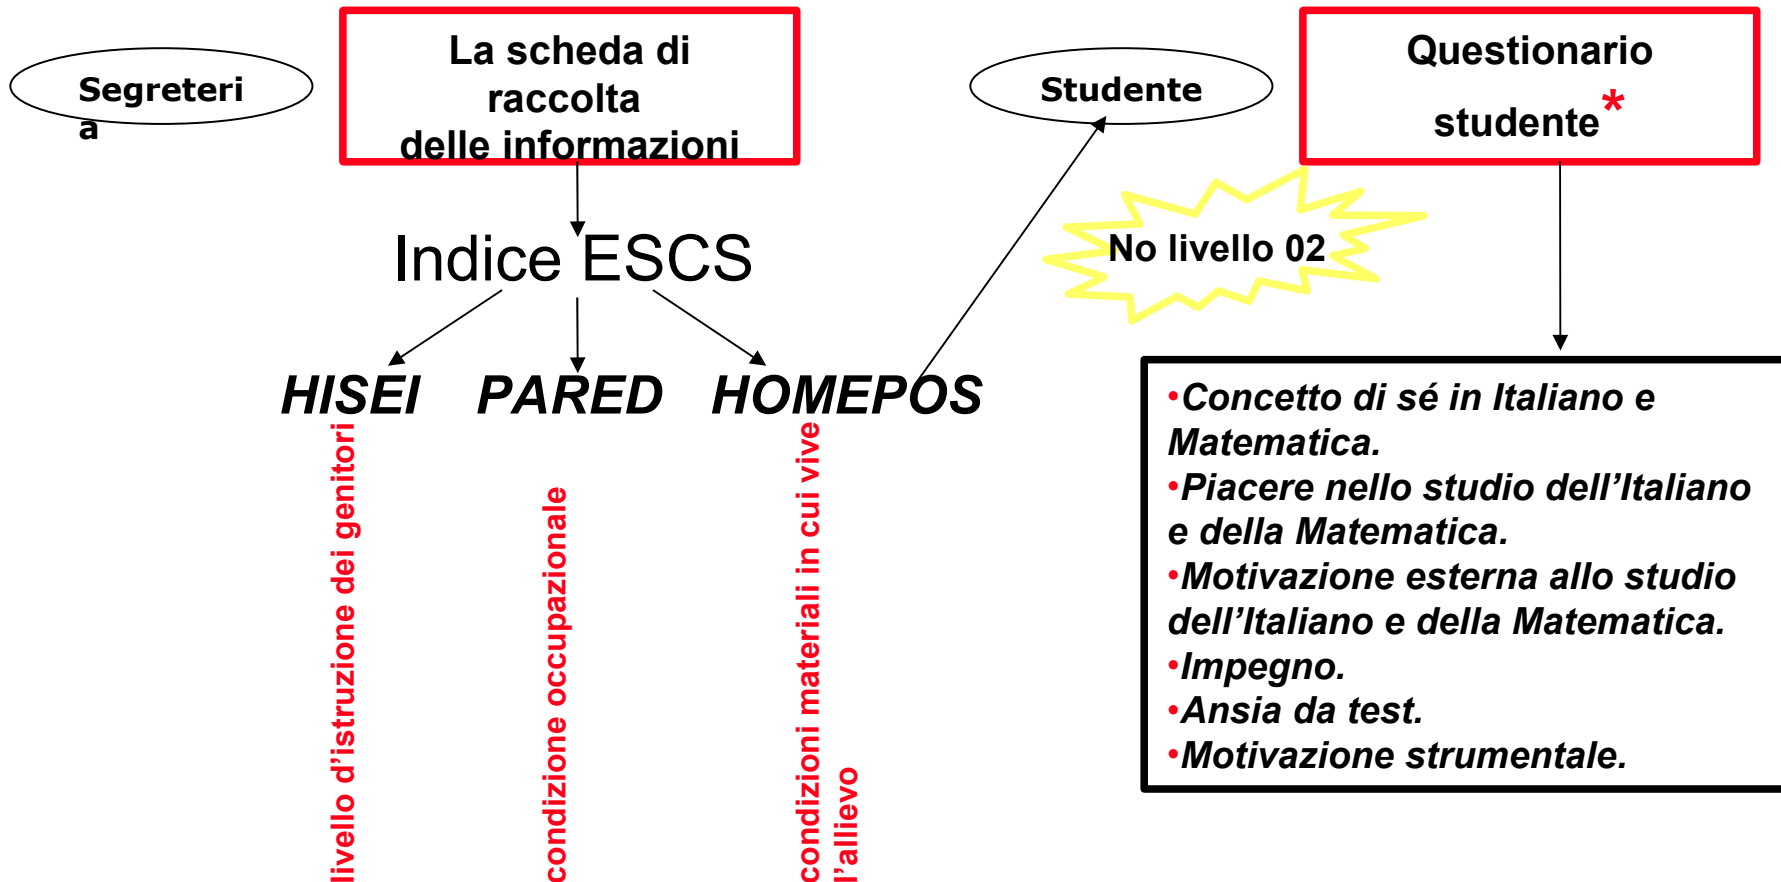 Segreteri
a
La scheda di
raccolta
delle informazioni
Studente
Questionario
studente*
Indice ESCS
No livello 02
HISEI
PARED
HOMEPOS
livello d'istruzione dei genitori
condizione occupazionale
condizioni materiali in cui vive
l'allievo
•Concetto di sé in Italiano e
Matematica.
•Piacere nello studio dell’Italiano
e della Matematica.
•Motivazione esterna allo studio
dell'Italiano e della Matematica.
•Impegno.
•Ansia da test.
•Motivazione strumentale.